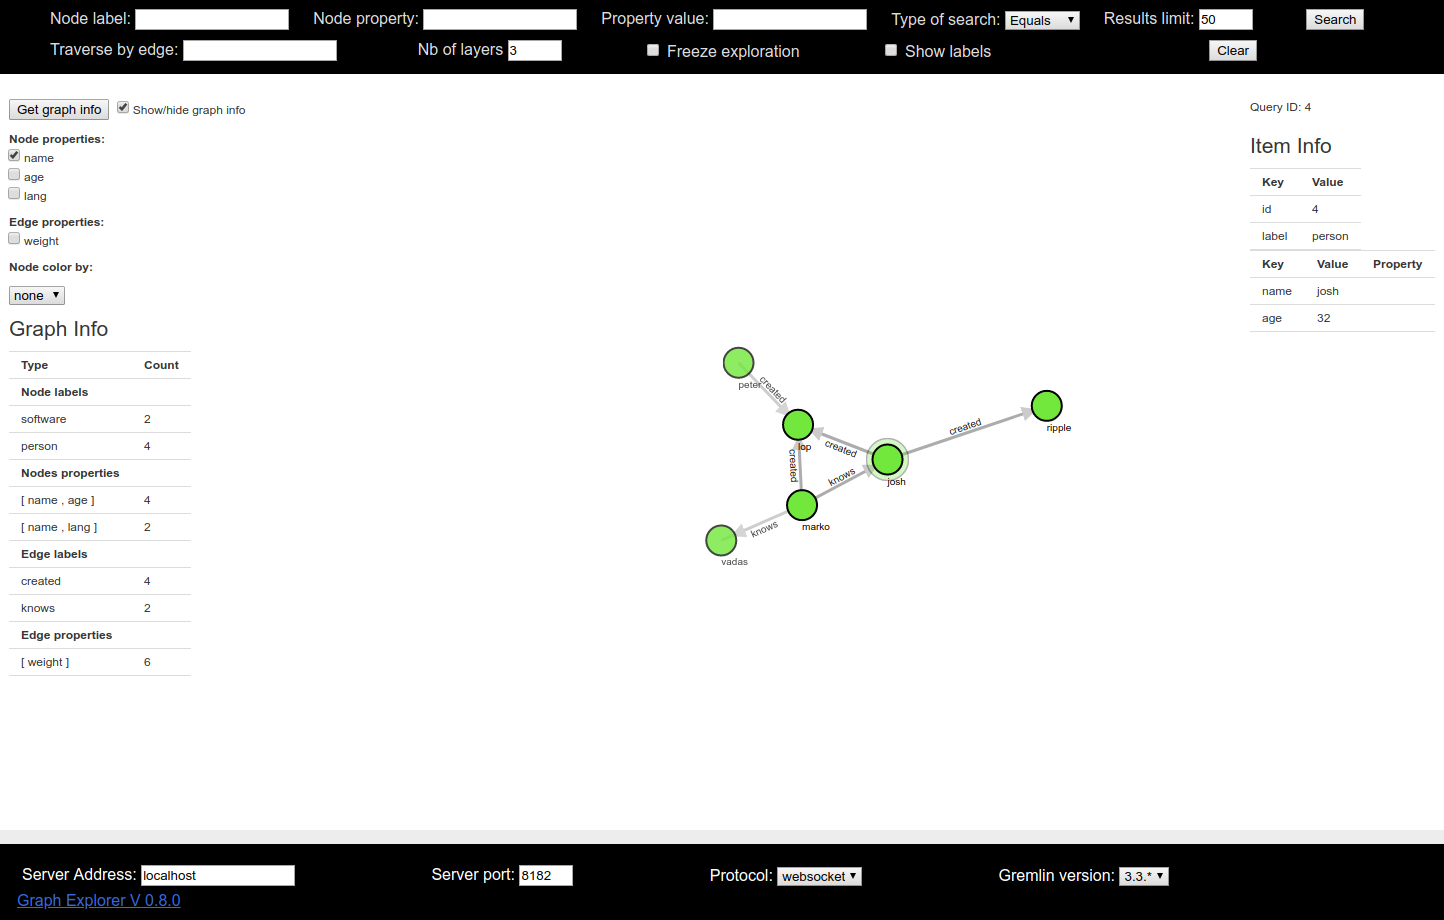 Node label: Node property: Property value: Type of search: Equals Results limit: 50 Search
Traverse by edge: Nb of layers 3 Freeze exploration Show labels Clear
Get graph info Show/hide graph info
Node properties:
name
age
lang
Edge properties:
weight
Node color by:
none
Graph Info
Type Count
Node labels
software 2
person 4
Nodes properties
[ name , age ] 4
[ name , lang ] 2
Edge labels
created 4
knows 2
Edge properties
[ weight ] 6
peter
created
lop
created
created
knows
josh
created
ripple
marko
knows
vadas
Query ID: 4
Item Info
Key Value
id 4
label person
Key Value Property
name josh
age 32
Server Address: localhost Server port: 8182 Protocol: websocket Gremlin version: 3.3.*
Graph Explorer V 0.8.0